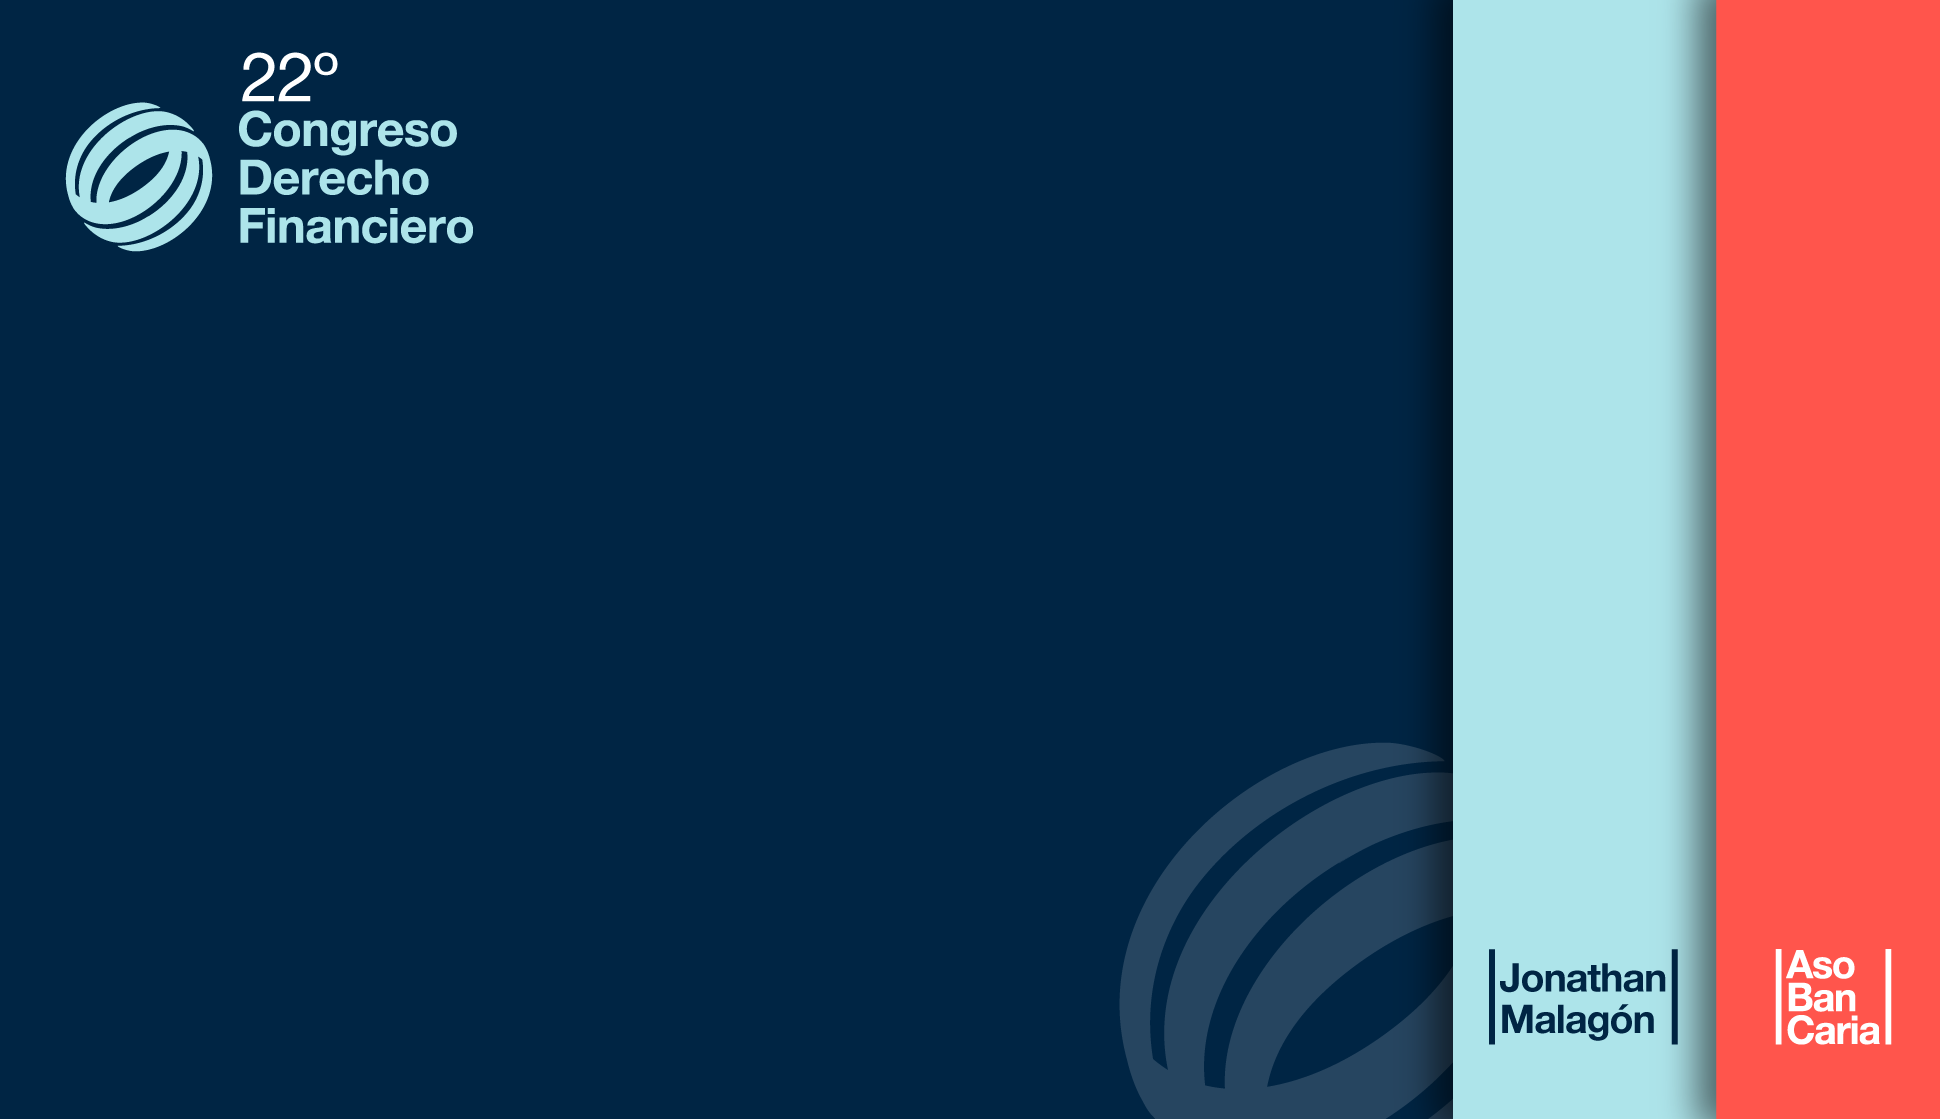 22º
Congreso
Derecho
Financiero
Jonathan
Malagón
Aso
Ban
Caria